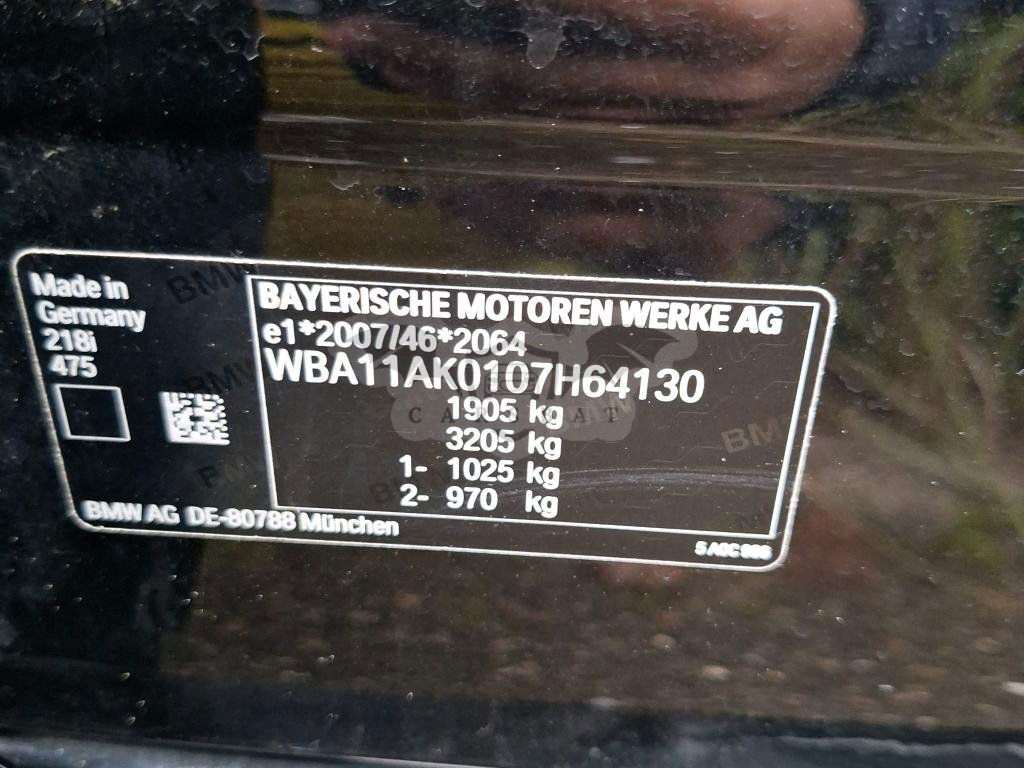 Made in
Germany
218i
475
BAYERISCHE MOTOREN WERKE AG
e1*2007/46*2064
WBA11AK0107H64130
1905 kg
3205 kg
1- 1025 kg
2- 970 kg
BMW AG DE-80788 München